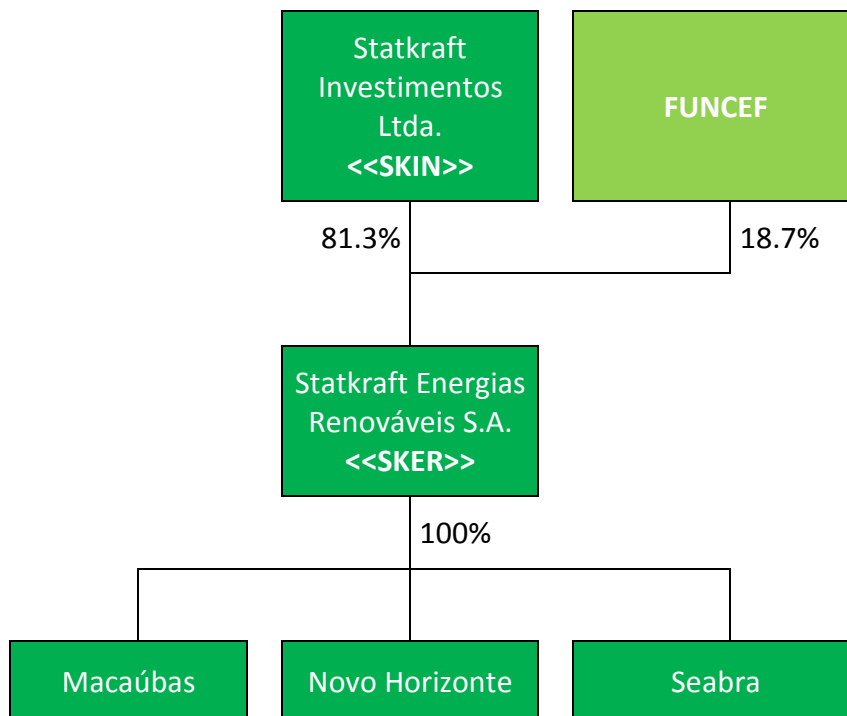 Statkraft
Investimentos
Ltda.
<<SKIN>>
FUNCEF
81.3%
18.7%
Statkraft Energias
Renováveis S.A.
<<SKER>>
100%
Macaúbas
Novo Horizonte
Seabra